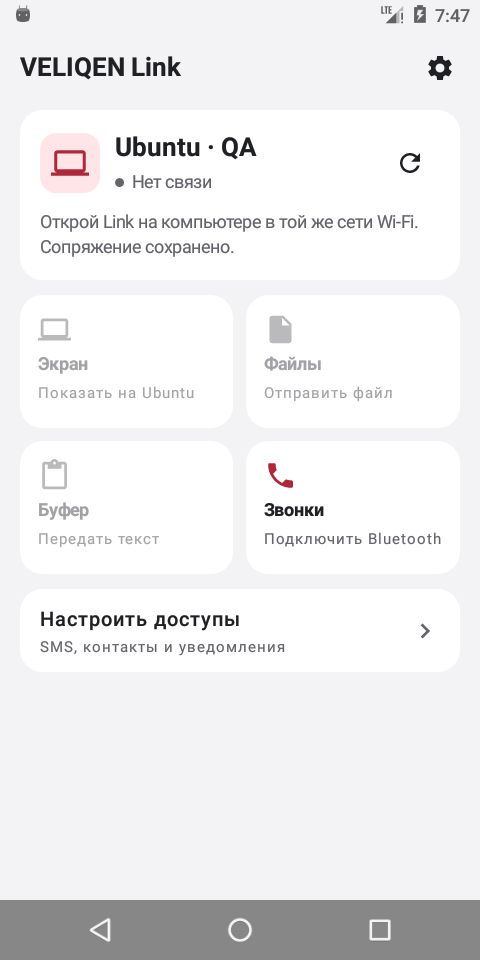 LTE 7:47
VELIQEN Link
Ubuntu · QA
Нет связи
Открой Link на компьютере в той же сети Wi-Fi.
Сопряжение сохранено.
Экран
Показать на Ubuntu
Файлы
Отправить файл
Буфер
Передать текст
Звонки
Подключить Bluetooth
Настроить доступы
SMS, контакты и уведомления